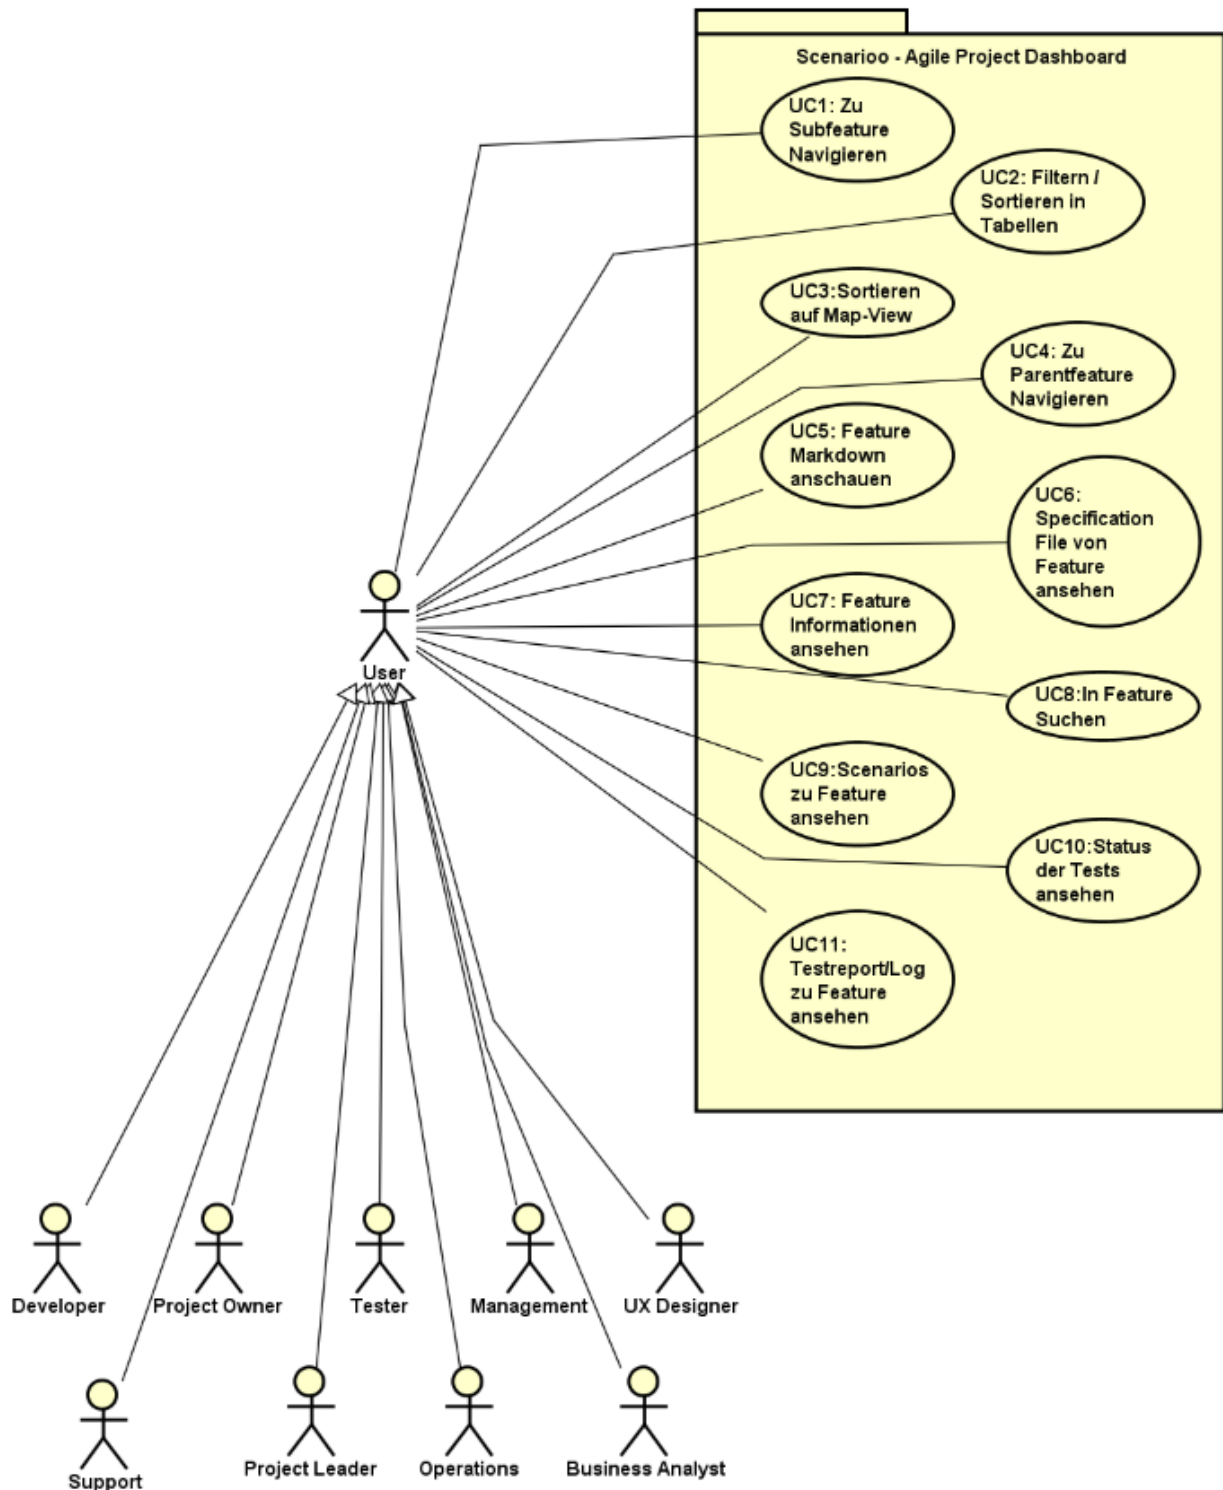 Scenarioo - Agile Project Dashboard
UC1: Zu
Subfeature
Navigieren
UC2: Filtern /
Sortieren in
Tabellen
UC3:Sortieren
auf Map-View
UC4: Zu
Parentfeature
Navigieren
UC5: Feature
Markdown
anschauen
UC6:
Specification
File von
Feature
ansehen
UC7: Feature
Informationen
ansehen
UC8:In Feature
Suchen
UC9:Scenarios
zu Feature
ansehen
UC10:Status
der Tests
ansehen
UC11:
Testreport/Log
zu Feature
ansehen
User
Developer
Project Owner
Tester
Management
UX Designer
Support
Project Leader
Operations
Business Analyst